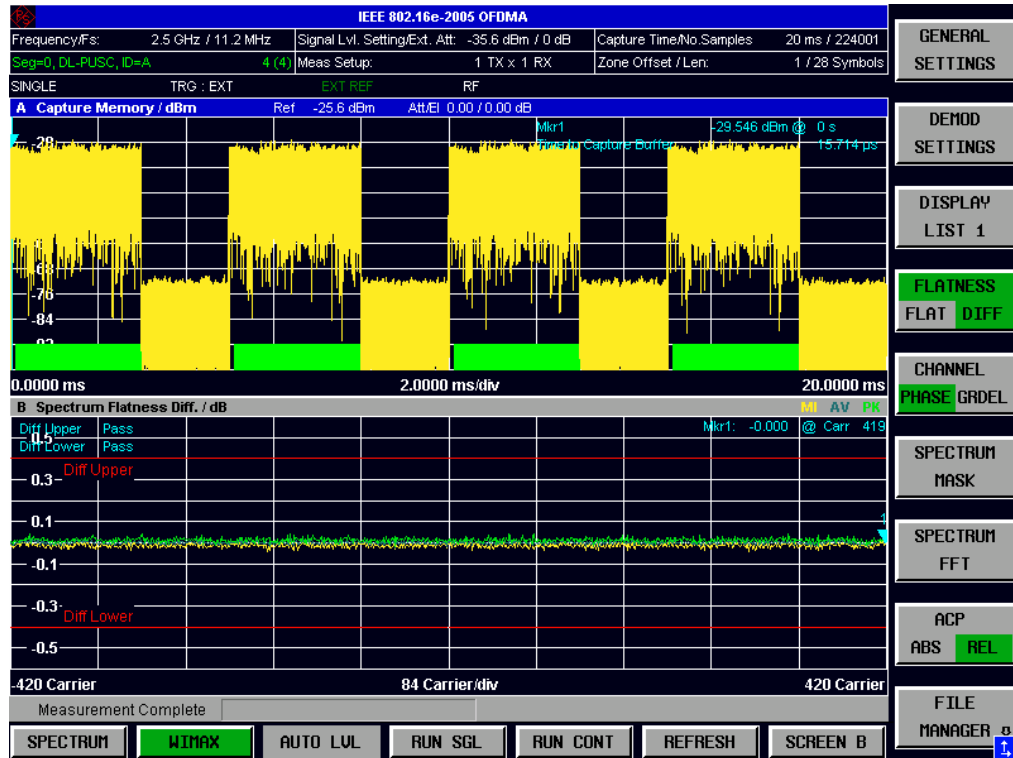 IEEE 802.16e-2005 OFDMA
Frequency/Fs: 2.5 GHz / 11.2 MHz Signal Lvl. Setting/Ext. Att: -35.6 dBm / 0 dB Capture Time/No.Samples 20 ms / 224001
Seg=0, DL-PUSC, ID=A 4 (4) Meas Setup: 1 TX x 1 RX Zone Offset / Len: 1 / 28 Symbols
SINGLE TRG : EXT EXT REF RF
A Capture Memory / dBm Ref -25.6 dBm Att/El 0.00 / 0.00 dB
Mkr1 -29.546 dBm @ 0 s
Time to Capture Buffer 15.714 µs
-28
-68
-76
-84
-92
0.0000 ms 2.0000 ms/div 20.0000 ms
B Spectrum Flatness Diff. / dB MI AV PK
Diff Upper Pass Mkr1: -0.000 @ Carr 419
0.5
Diff Lower Pass
Diff Upper
0.3
0.1
1
-0.1
-0.3
Diff Lower
-0.5
-420 Carrier 84 Carrier/div 420 Carrier
Measurement Complete
SPECTRUM WIMAX AUTO LVL RUN SGL RUN CONT REFRESH SCREEN B
GENERAL
SETTINGS
DEMOD
SETTINGS
DISPLAY
LIST 1
FLATNESS
FLAT DIFF
CHANNEL
PHASE GRDEL
SPECTRUM
MASK
SPECTRUM
FFT
ACP
ABS REL
FILE
MANAGER